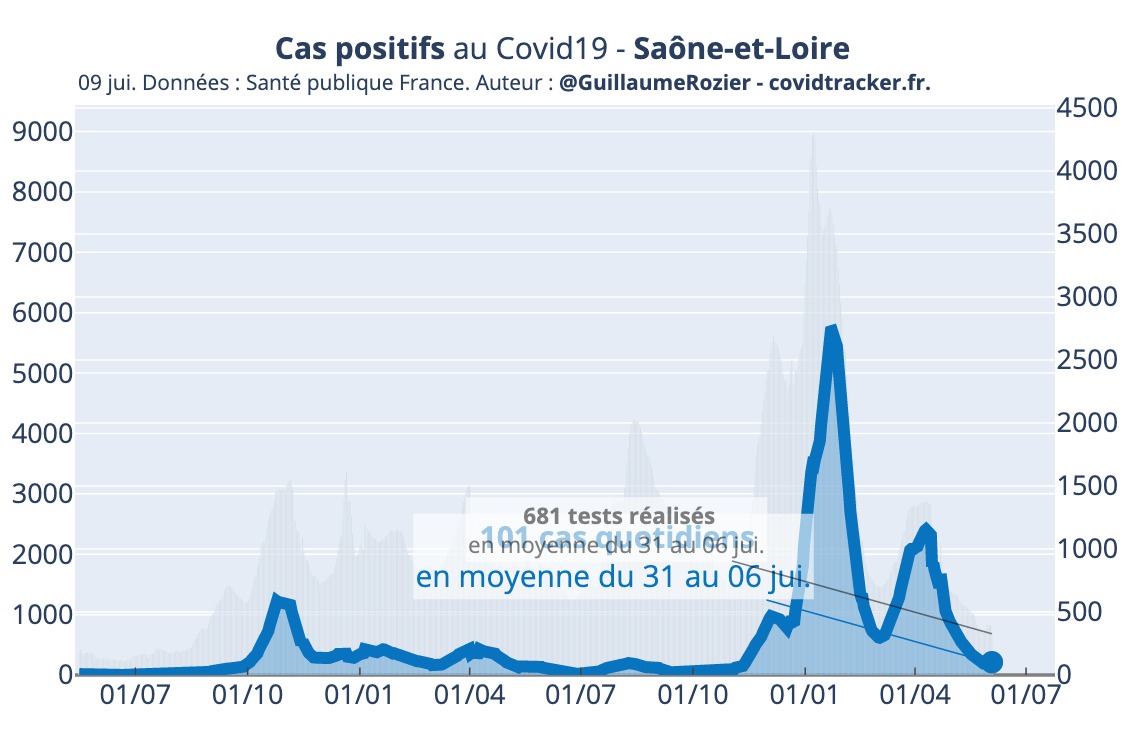 Cas positifs au Covid19 - Saône-et-Loire
09 jui. Données : Santé publique France. Auteur : @GuillaumeRozier - covidtracker.fr.
9000
8000
7000
6000
5000
4000
3000
2000
1000
0
4500
4000
3500
3000
2500
2000
1500
1000
500
0
681 tests réalisés
101 cas quotidiens
en moyenne du 31 au 06 jui.
en moyenne du 31 au 06 jui.
01/07 01/10 01/01 01/04 01/07 01/10 01/01 01/04 01/07